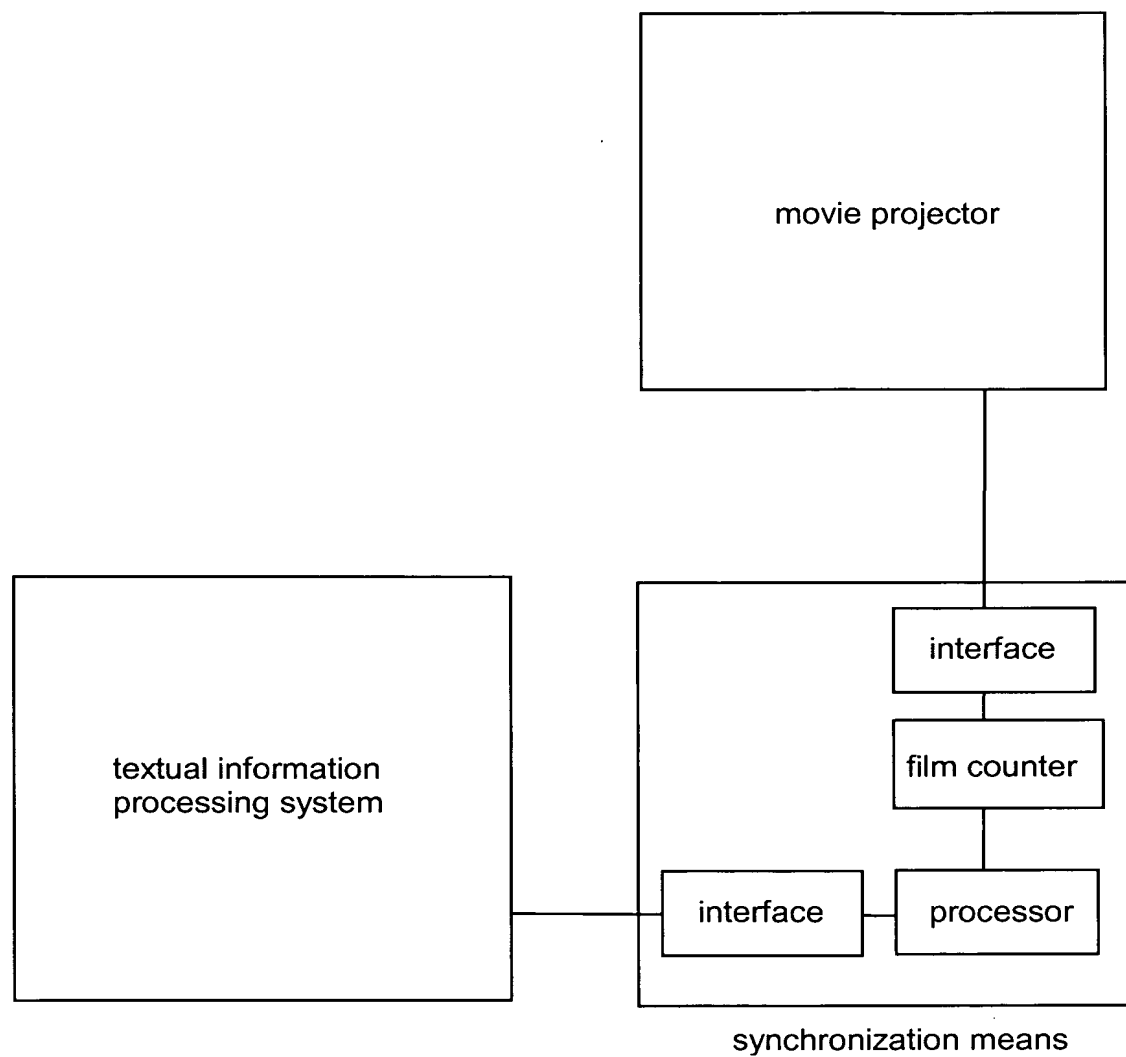 movie projector
interface
film counter
textual information
processing system
interface
processor
synchronization means